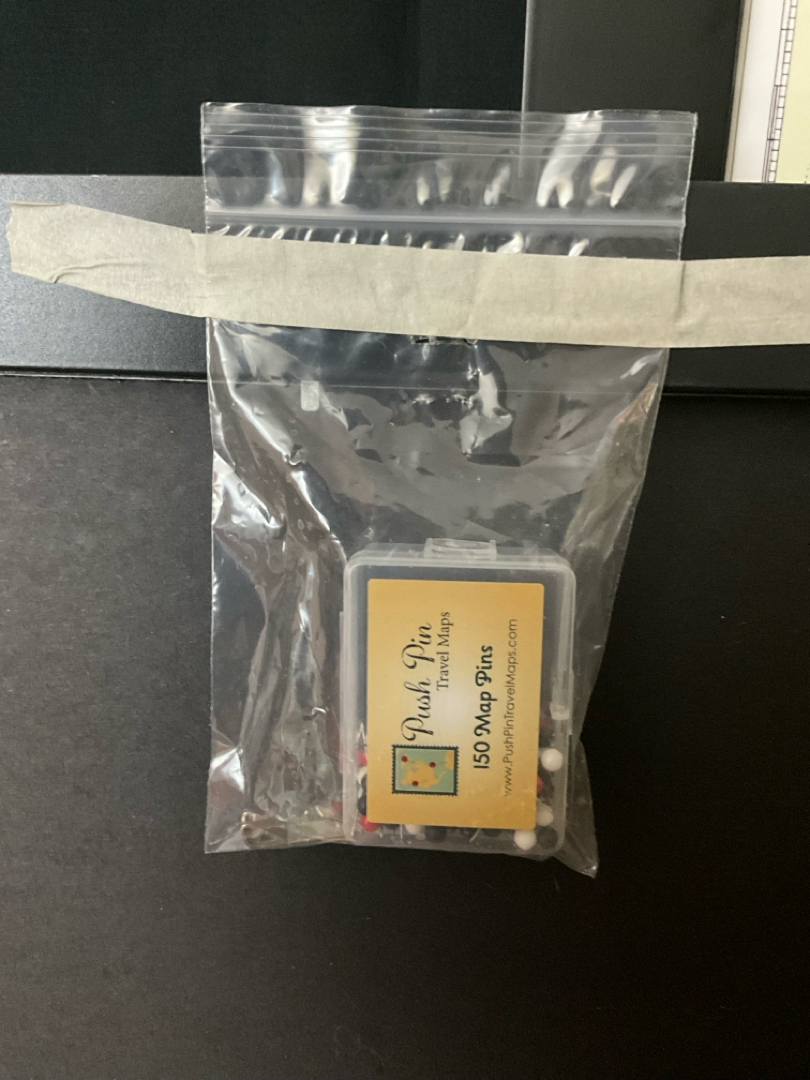 Push Pin
Travel Maps
150 Map Pins
www.PushPinTravelMaps.com